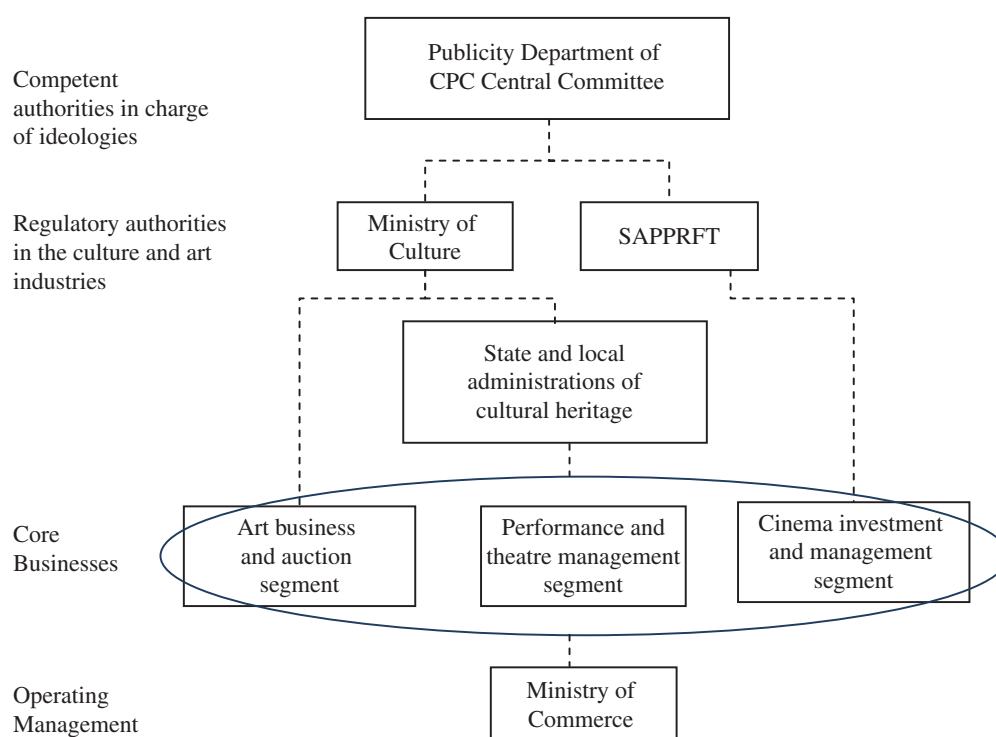 Publicity Department of
CPC Central Committee
Competent
authorities in charge
of ideologies
Regulatory authorities
in the culture and art
industries
Ministry of
Culture
SAPPRFT
State and local
administrations of
cultural heritage
Core
Businesses
Art business
and auction
segment
Performance and
theatre management
segment
Cinema investment
and management
segment
Operating
Management
Ministry of
Commerce